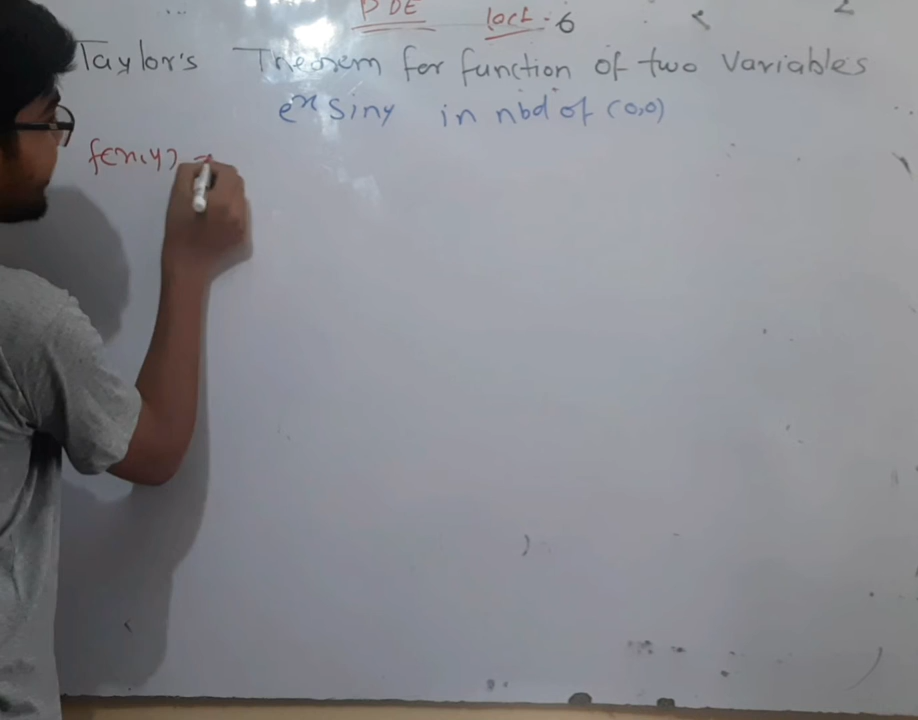 PDE Lect-6
Taylor's Theorem for function of two Variables
e^x siny in nbd of (0,0)
f(x,y) =